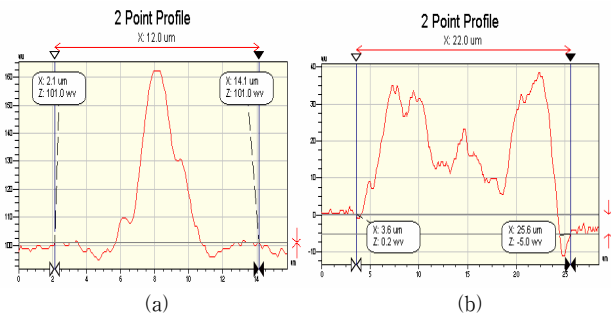 2 Point Profile
X: 12.0 um
X: 2.1 um
Z: 101.0 wv
X: 14.1 um
Z: 101.0 wv
160
150
140
130
120
110
100
0 2 4 6 8 10 12 14
(a)
2 Point Profile
X: 22.0 um
40
30
20
10
0
-10
X: 3.6 um
Z: 0.2 wv
X: 25.6 um
Z: -5.0 wv
0 5 10 15 20 25
(b)